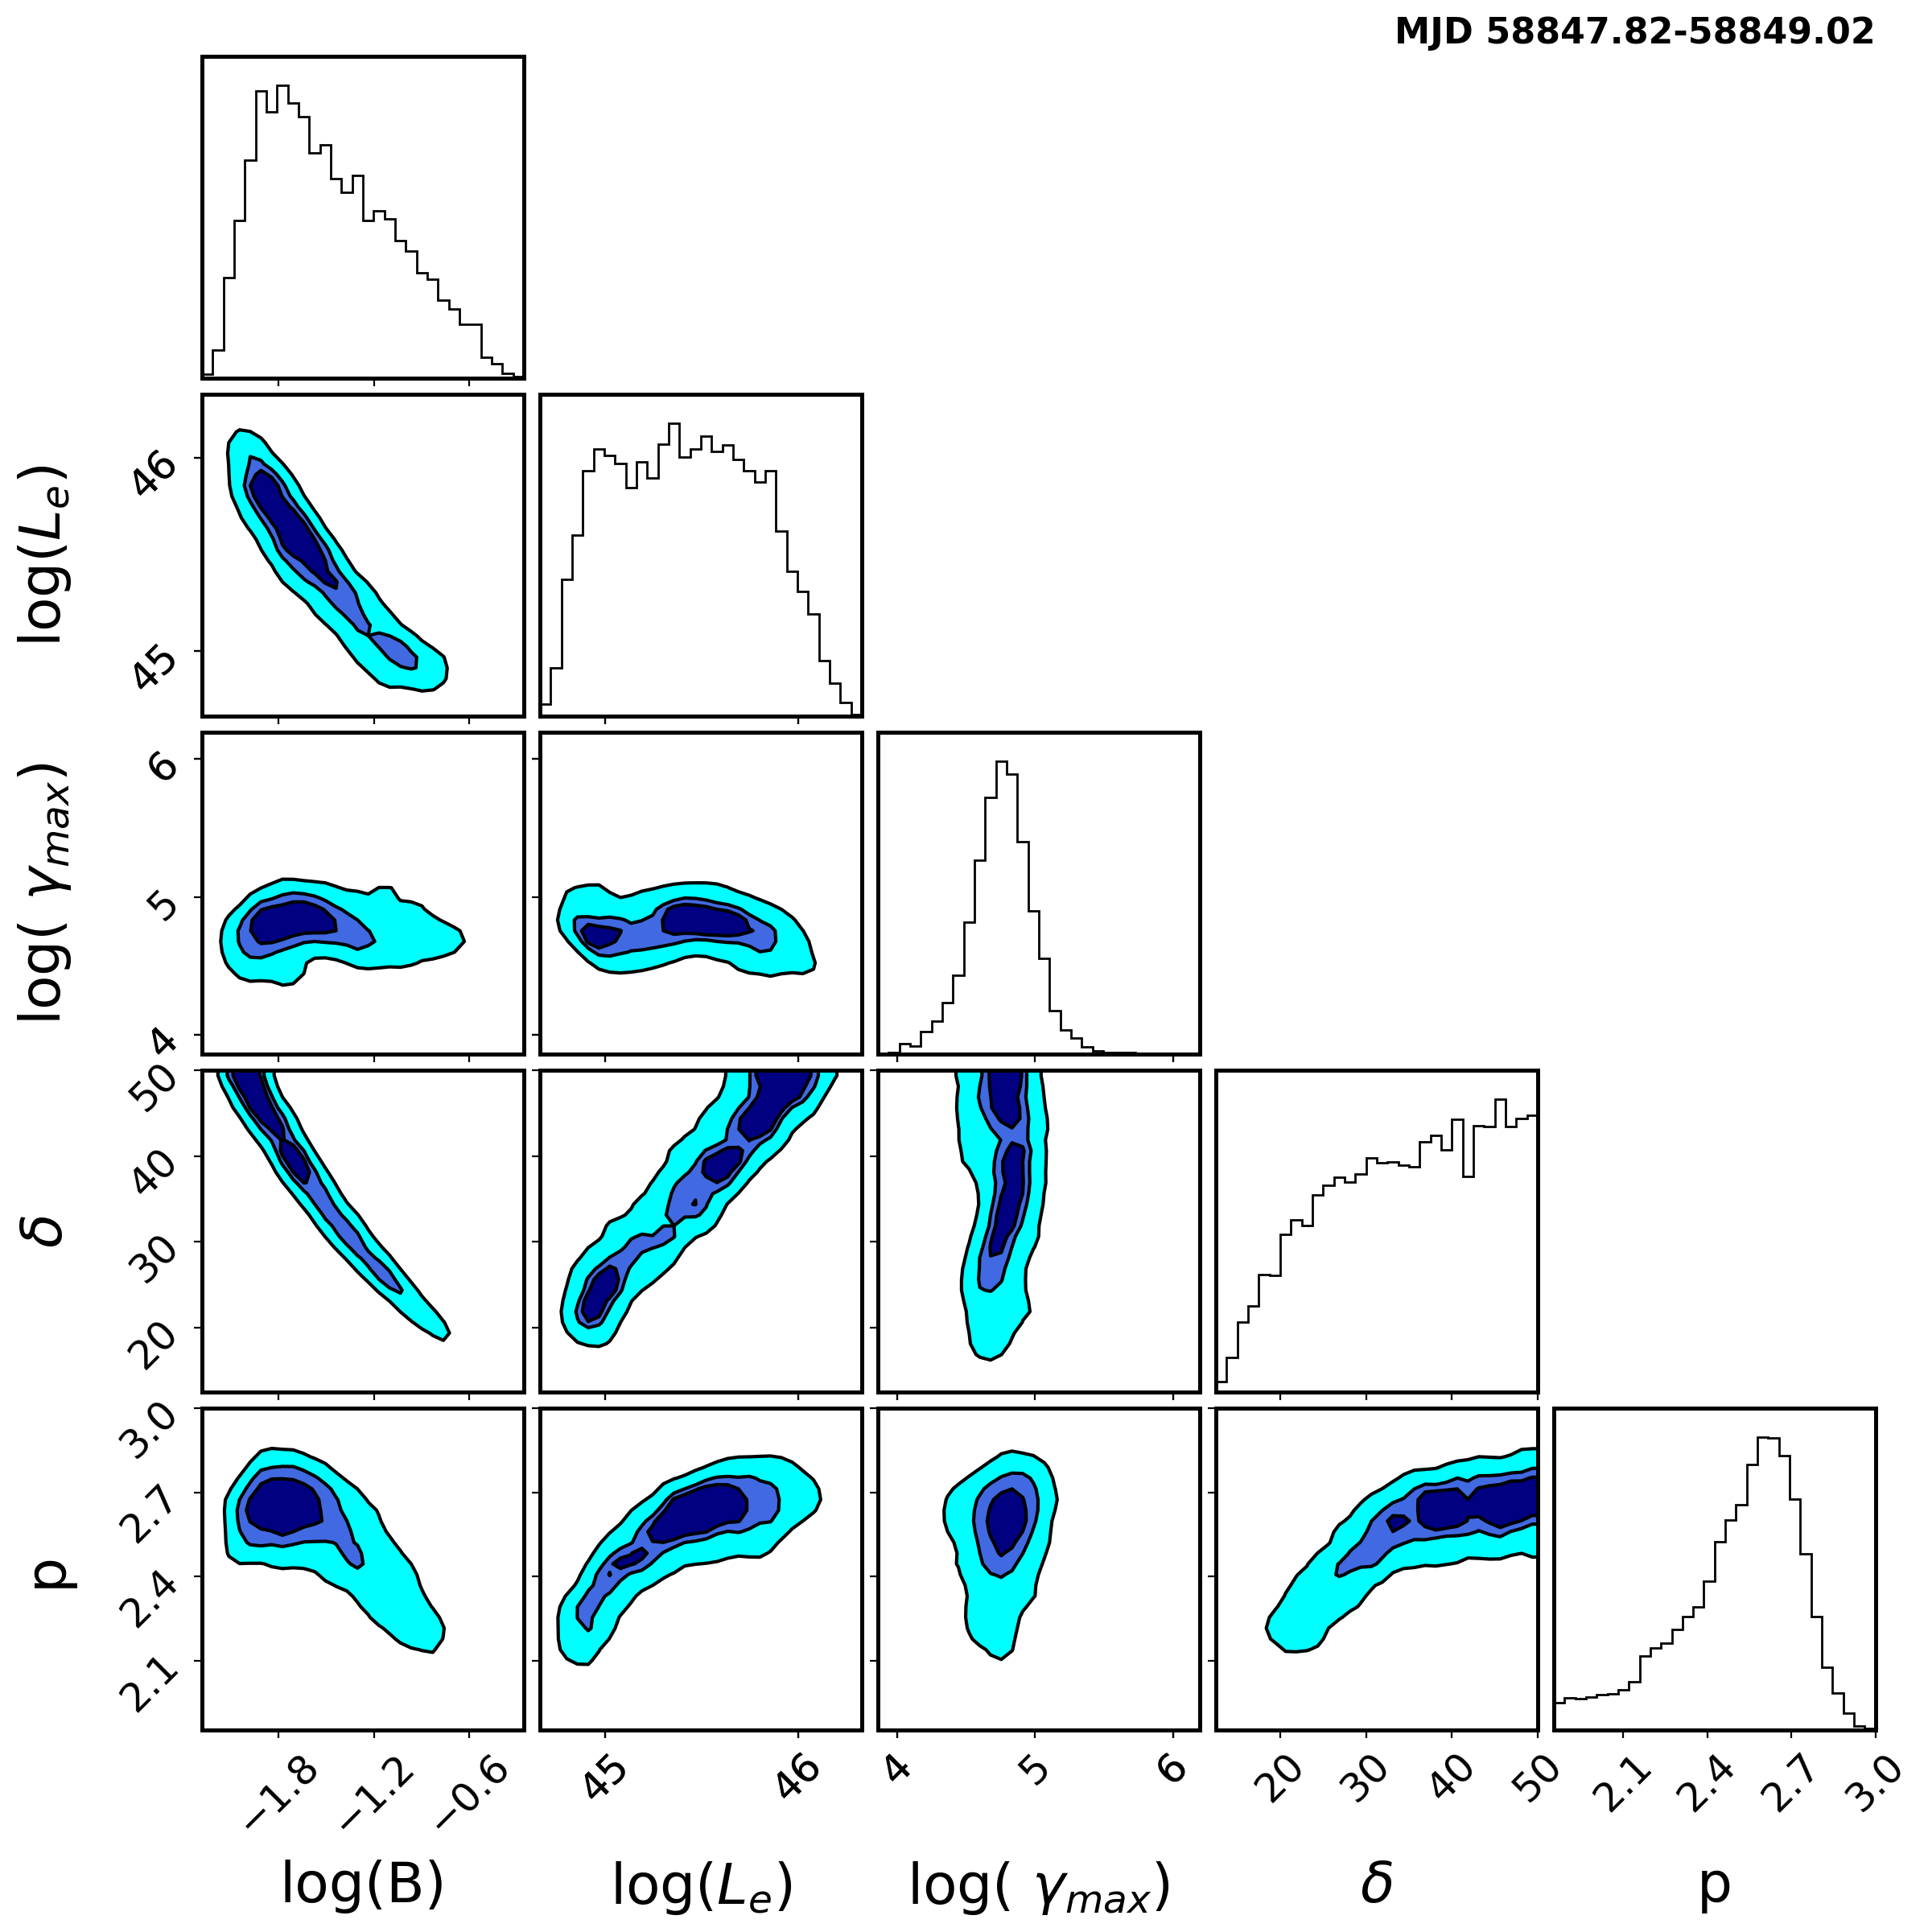 MJD 58847.82-58849.02
log(Lₑ)
46
45
log( γₘₐₓ)
6
5
4
δ
50
40
30
20
p
3.0
2.7
2.4
2.1
−1.8 −1.2 −0.6 45 46 4 5 6 20 30 40 50 2.1 2.4 2.7 3.0
log(B) log(Lₑ) log( γₘₐₓ) δ p